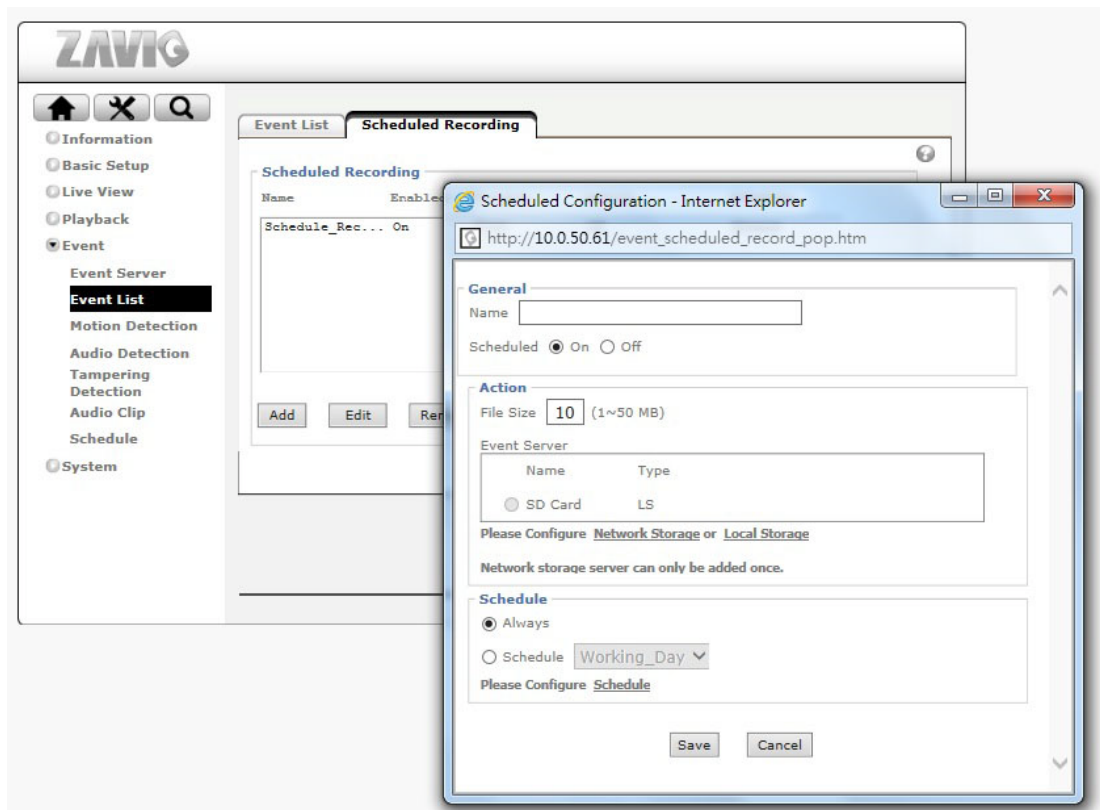 ZAVIO
Information
Basic Setup
Live View
Playback
Event
Event Server
Event List
Motion Detection
Audio Detection
Tampering
Detection
Audio Clip
Schedule
System
Event List
Scheduled Recording
Scheduled Recording
Name
Schedule_Rec... On
Add
Edit
Scheduled Configuration - Internet Explorer
http://10.0.50.61/event_scheduled_record_pop.htm
General
Name
Scheduled On Off
Action
File Size 10 (1~50 MB)
Event Server
Name Type
SD Card LS
Please Configure Network Storage or Local Storage
Network storage server can only be added once.
Schedule
Always
Schedule Working_Day
Please Configure Schedule
Save Cancel